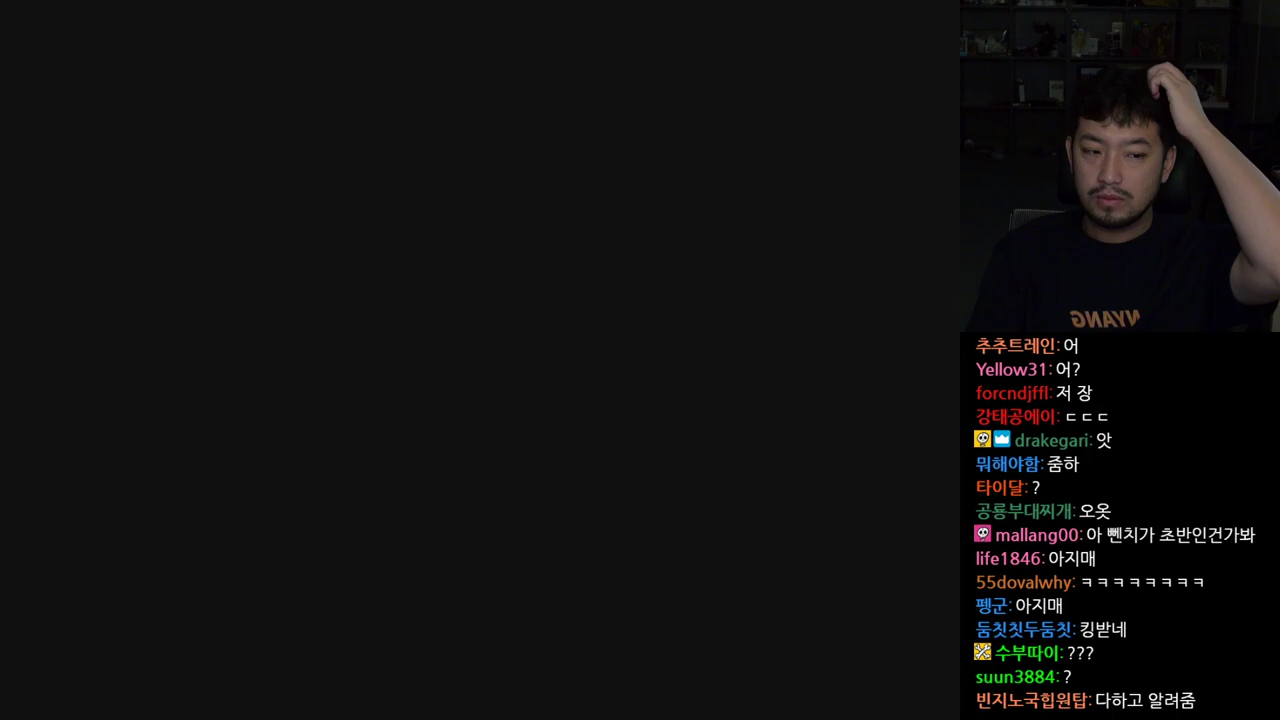 NYANG
추추트레인: 어
Yellow31: 어?
forcndjffl: 저 장
강태공에이: ㄷㄷㄷ
drakegari: 앗
뭐해야함: 줌하
타이달: ?
공룡부대찌개: 오옷
mallang00: 아 뻰치가 초반인건가봐
life1846: 아지매
55dovalwhy: ㅋㅋㅋㅋㅋㅋㅋㅋ
펭군: 아지매
둠칫칫두둠칫: 킹받네
수부따이: ???
suun3884: ?
빈지노국힙원탑: 다하고 알려줌